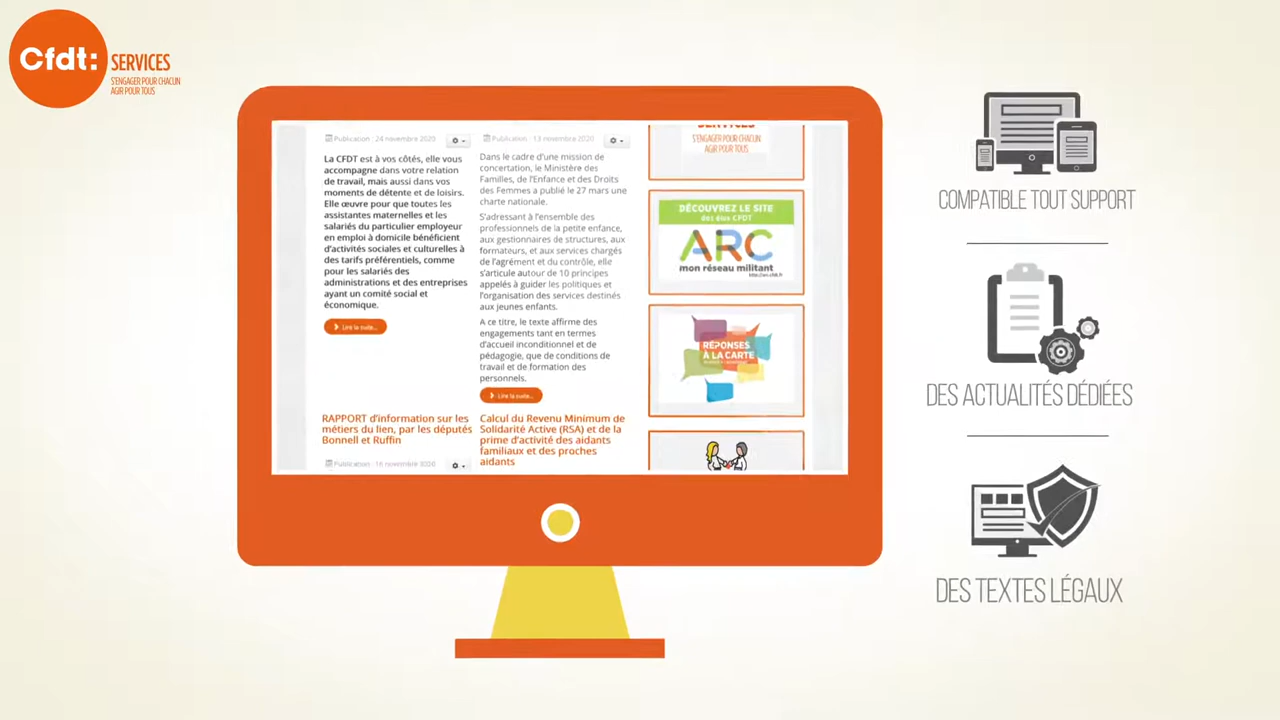 Cfdt:
SERVICES
S'ENGAGER POUR CHACUN
AGIR POUR TOUS
Publication : 24 novembre 2020
La CFDT est à vos côtés, elle vous
accompagne dans votre relation
de travail, mais aussi dans vos
moments de détente et de loisirs.
Elle œuvre pour que toutes les
assistantes maternelles et les
salariés du particulier employeur
en emploi à domicile bénéficient
d'activités sociales et culturelles à
des tarifs préférentiels, comme
pour les salariés des
administrations et des entreprises
ayant un comité social et
économique.
Lire la suite...
RAPPORT d'information sur les
métiers du lien, par les députés
Bonnell et Ruffin
Publication : 16 novembre 2020
Publication : 13 novembre 2020
Dans le cadre d'une mission de
concertation, le Ministère des
Familles, de l'Enfance et des Droits
des Femmes a publié le 27 mars une
charte nationale.
S'adressant à l'ensemble des
professionnels de la petite enfance,
aux gestionnaires de structures, aux
formateurs, et aux services chargés
de l'agrément et du contrôle, elle
s'articule autour de 10 principes
appelés à guider les politiques et
l'organisation des services destinés
aux jeunes enfants.
A ce titre, le texte affirme des
engagements tant en termes
d'accueil inconditionnel et de
pédagogie, que de conditions de
travail et de formation des
personnels.
Lire la suite...
Calcul du Revenu Minimum de
Solidarité Active (RSA) et de la
prime d'activité des aidants
familiaux et des proches
aidants
SERVICES
S'ENGAGER POUR CHACUN
AGIR POUR TOUS
DÉCOUVREZ LE SITE
des élus CFDT
ARC
mon réseau militant
RÉPONSES
À LA CARTE
COMPATIBLE TOUT SUPPORT
DES ACTUALITÉS DÉDIÉES
DES TEXTES LÉGAUX